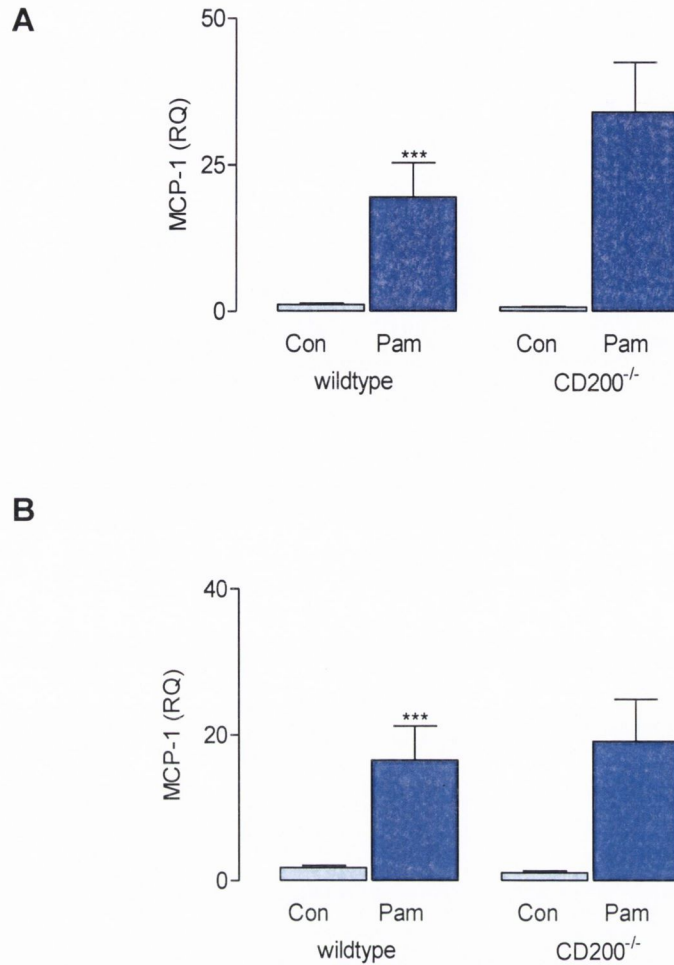 A
50
MCP-1 (RQ)
25
***
0
Con Pam Con Pam
wildtype CD200-/-
B
40
MCP-1 (RQ)
20
***
0
Con Pam Con Pam
wildtype CD200-/-